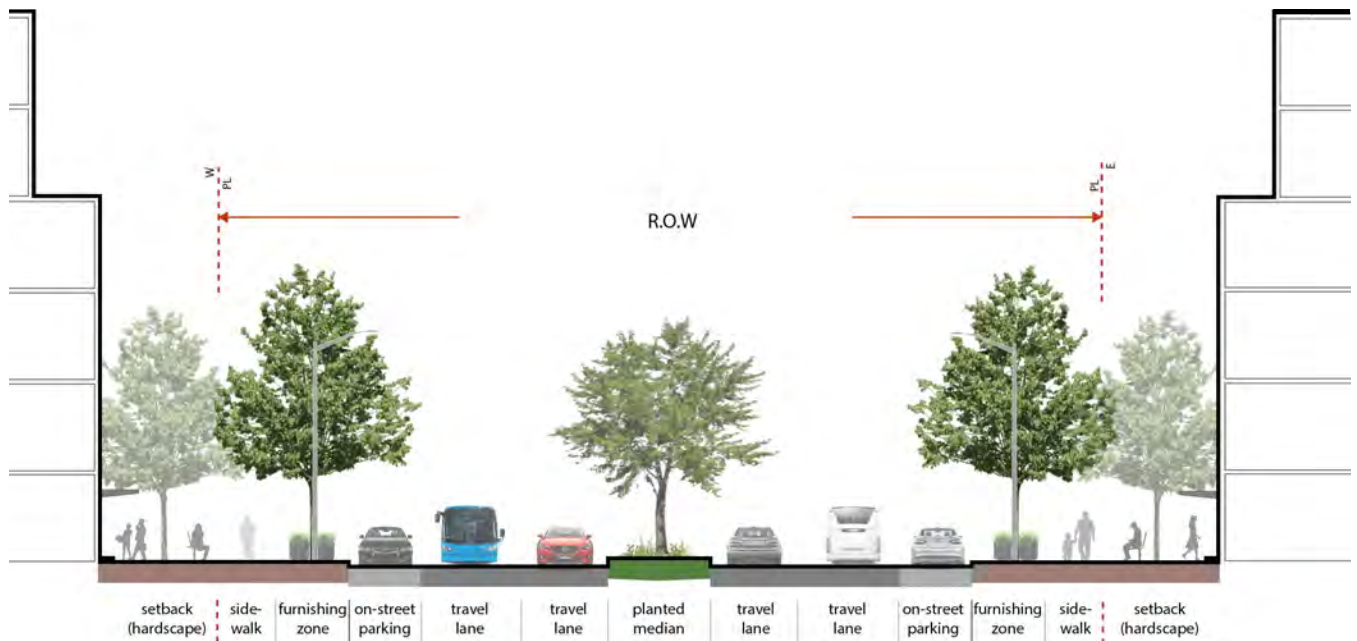 W
PL
PL
E
R.O.W
setback
(hardscape)
side-
walk
furnishing
zone
on-street
parking
travel
lane
travel
lane
planted
median
travel
lane
travel
lane
on-street
parking
furnishing
zone
side-
walk
setback
(hardscape)